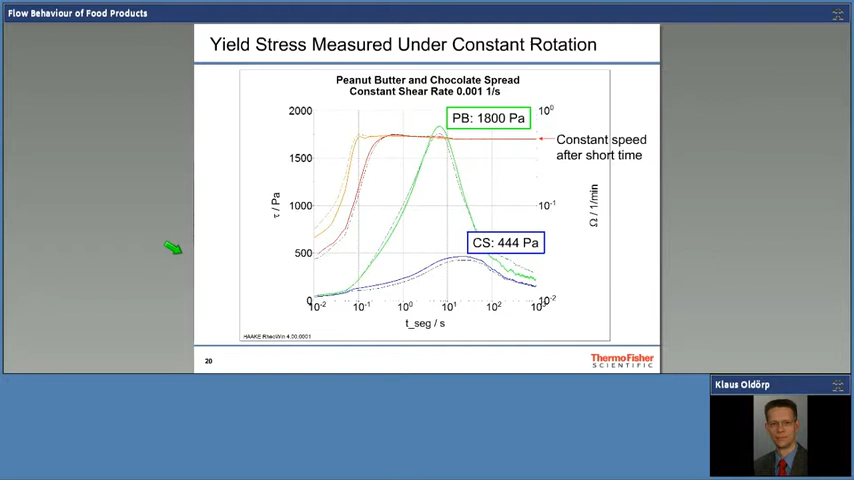 Flow Behaviour of Food Products
Yield Stress Measured Under Constant Rotation
Peanut Butter and Chocolate Spread
Constant Shear Rate 0.001 1/s
2000
1500
1000
500
0
τ / Pa
PB: 1800 Pa
CS: 444 Pa
10⁰
10⁻¹
10⁻²
Ω / 1/min
Constant speed
after short time
10⁻² 10⁻¹ 10⁰ 10¹ 10² 10³
t_seg / s
HAAKE RheoWin 4.00.0001
20
ThermoFisher
SCIENTIFIC
Klaus Oldörp